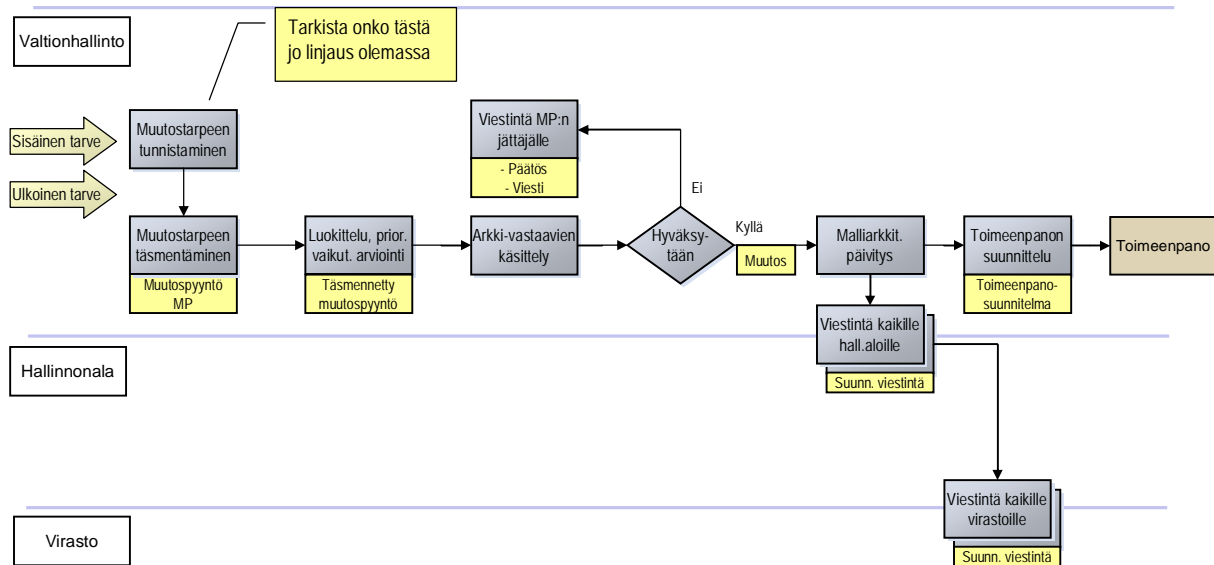 Valtionhallinto
Tarkista onko tästä
jo linjaus olemassa
Sisäinen tarve
Ulkoinen tarve
Muutostarpeen
tunnistaminen
Viestintä MP:n
jättäjälle
- Päätös
- Viesti
Ei
Muutostarpeen
täsmentäminen
Muutospyyntö
MP
Luokittelu, prior.
vaikut. arviointi
Täsmennetty
muutospyyntö
Arkki-vastaavien
käsittely
Hyväksy-
tään
Kyllä
Muutos
Malliarkkit.
päivitys
Toimeenpanon
suunnittelu
Toimeenpano-
suunnitelma
Toimeenpano
Viestintä kaikille
hall.aloille
Suunn. viestintä
Hallinnonala
Viestintä kaikille
virastoille
Suunn. viestintä
Virasto